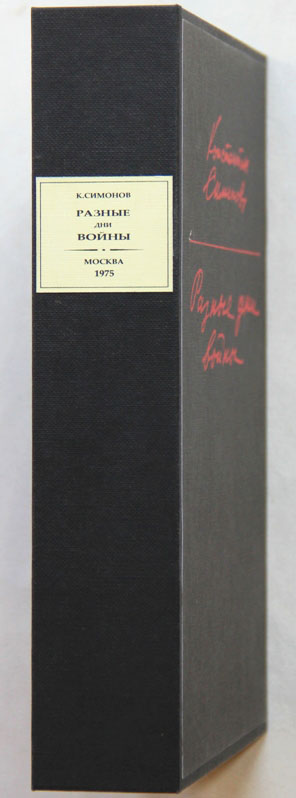 К. СИМОНОВ
РАЗНЫЕ
ДНИ
ВОЙНЫ
МОСКВА
1975
Константин
Симонов
Разные дни
войны